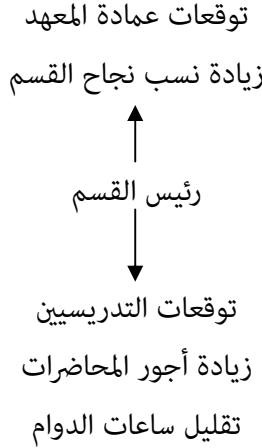 توقعات عمادة المعهد
زيادة نسب نجاح القسم
رئيس القسم
توقعات التدريسيين
زيادة أجور المحاضرات
تقليل ساعات الدوام